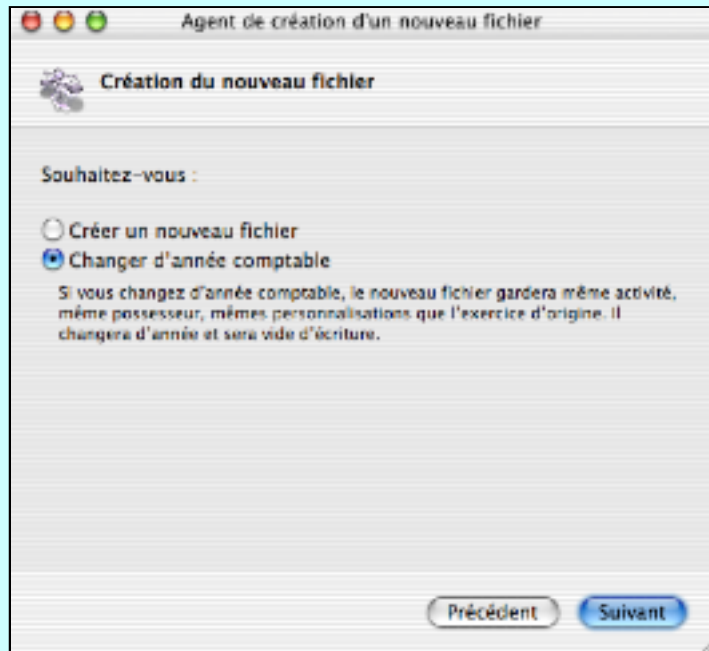 Agent de création d'un nouveau fichier
Création du nouveau fichier
Souhaitez-vous :
Créer un nouveau fichier
Changer d'année comptable
Si vous changez d'année comptable, le nouveau fichier gardera même activité,
même possesseur, mêmes personnalisations que l'exercice d'origine. Il
changera d'année et sera vide d'écriture.
Précédent
Suivant